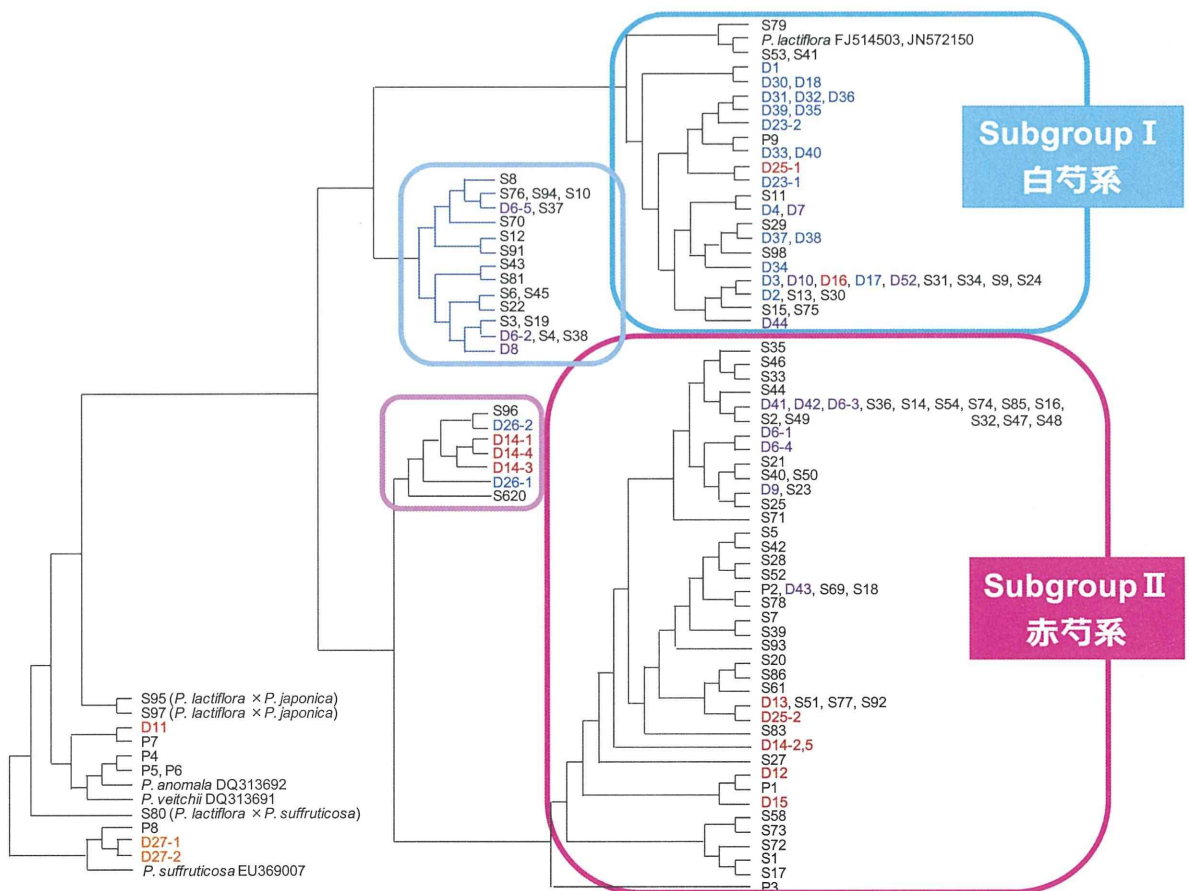 S79
P. lactiflora FJ514503, JN572150
S53, S41
D1
D30, D18
D31, D32, D36
D39, D35
D23-2
P9
D33, D40
D25-1
D23-1
S11
D4, D7
S29
D37, D38
S98
D34
D3, D10, D16, D17, D52, S31, S34, S9, S24
D2, S13, S30
S15, S75
D44
Subgroup I
白芍系
S8
S76, S94, S10
D6-5, S37
S70
S12
S91
S43
S81
S6, S45
S22
S3, S19
D6-2, S4, S38
D8
S96
D26-2
D14-1
D14-4
D14-3
D26-1
S620
S35
S46
S33
S44
D41, D42, D6-3, S36, S14, S54, S74, S85, S16,
S2, S49 S32, S47, S48
D6-1
D6-4
S21
S40, S50
D9, S23
S25
S71
S5
S42
S28
S52
P2, D43, S69, S18
S78
S7
S39
S93
S20
S86
S61
D13, S51, S77, S92
D25-2
S83
D14-2,5
S27
D12
P1
D15
S58
S73
S72
S1
S17
P3
Subgroup II
赤芍系
S95 (P. lactiflora × P. japonica)
S97 (P. lactiflora × P. japonica)
D11
P7
P4
P5, P6
P. anomala DQ313692
P. veitchii DQ313691
S80 (P. lactiflora × P. suffruticosa)
P8
D27-1
D27-2
P. suffruticosa EU369007